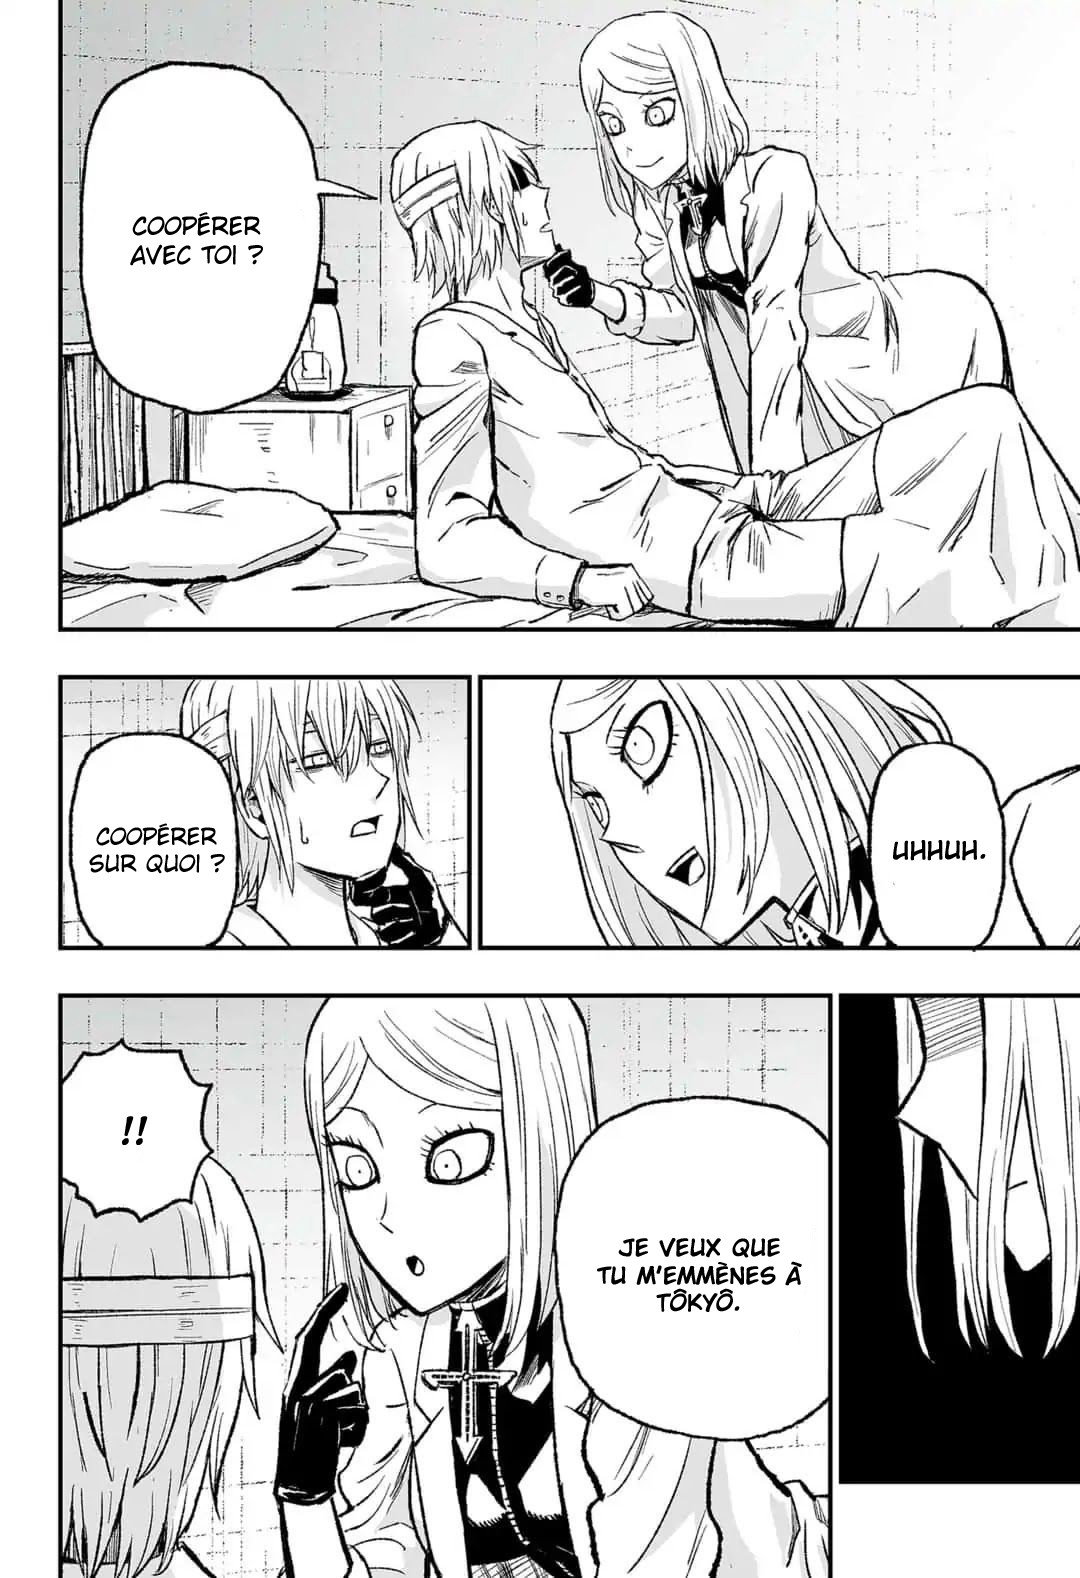 COOPÉRER
AVEC TOI ?
UHHUH.
COOPÉRER
SUR QUOI ?
JE VEUX QUE
TU M'EMMÈNES À
TÔKYÔ.
!!